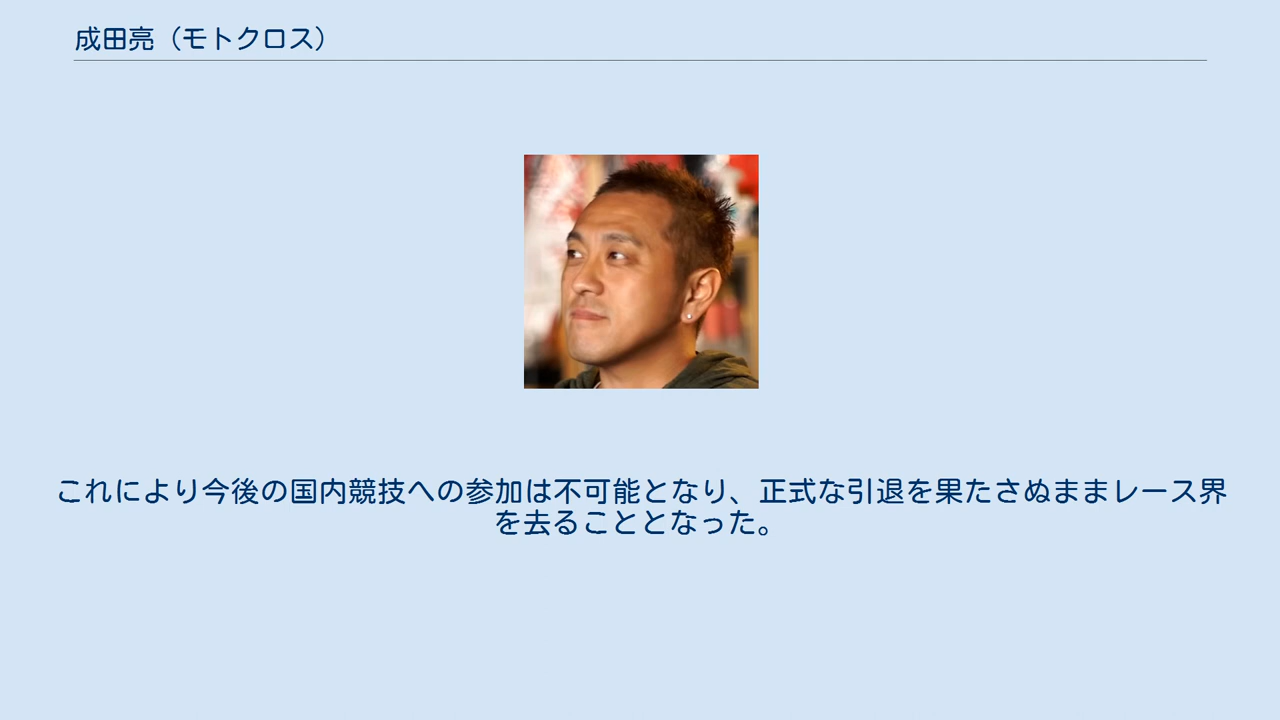 成田亮（モトクロス）
これにより今後の国内競技への参加は不可能となり、正式な引退を果たさぬままレース界
を去ることとなった。